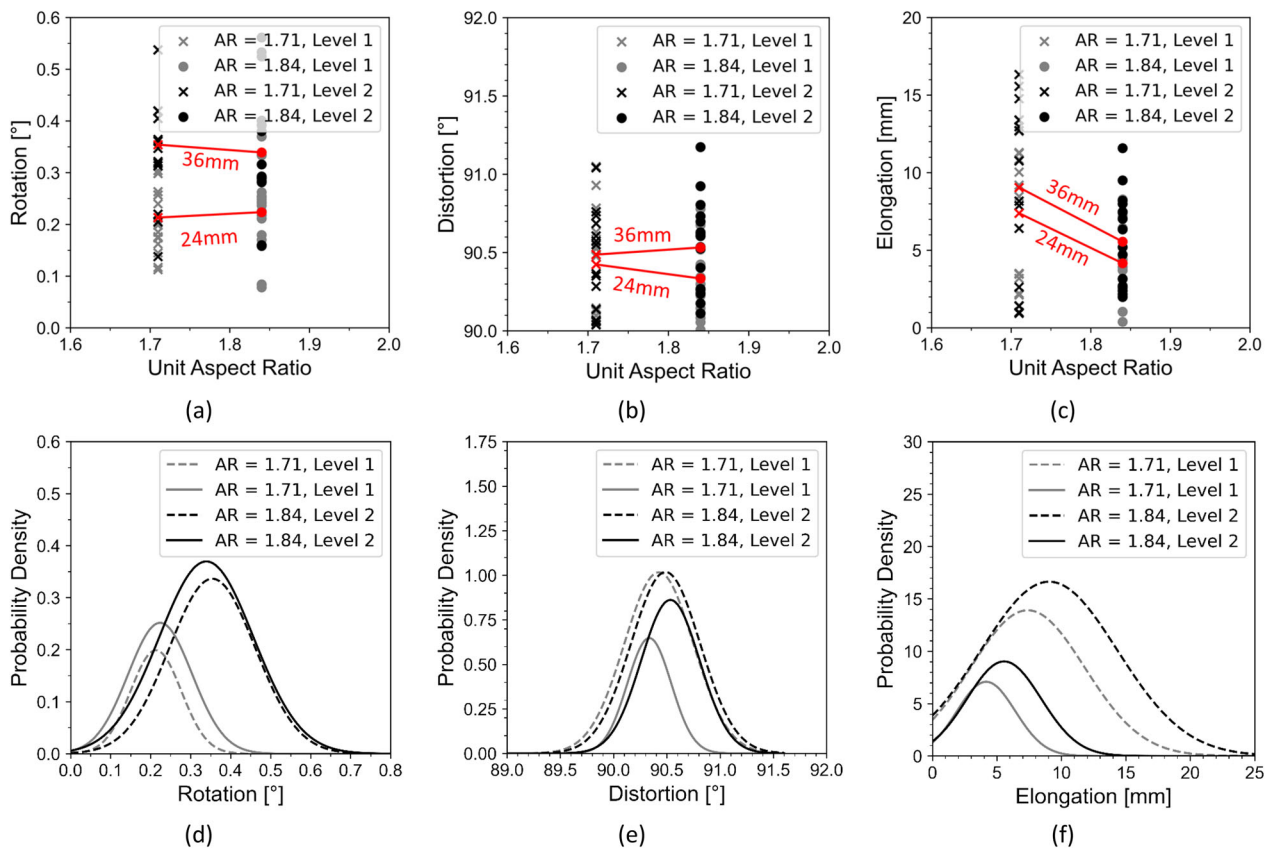 0.6
0.5
0.4
0.3
0.2
0.1
0.0
Rotation [°]
AR = 1.71, Level 1
AR = 1.84, Level 1
AR = 1.71, Level 2
AR = 1.84, Level 2
36mm
24mm
1.6 1.7 1.8 1.9 2.0
Unit Aspect Ratio
(a)
92.0
91.5
91.0
90.5
90.0
Distortion [°]
AR = 1.71, Level 1
AR = 1.84, Level 1
AR = 1.71, Level 2
AR = 1.84, Level 2
36mm
24mm
1.6 1.7 1.8 1.9 2.0
Unit Aspect Ratio
(b)
20
15
10
5
0
Elongation [mm]
AR = 1.71, Level 1
AR = 1.84, Level 1
AR = 1.71, Level 2
AR = 1.84, Level 2
36mm
24mm
1.6 1.7 1.8 1.9 2.0
Unit Aspect Ratio
(c)
0.6
0.5
0.4
0.3
0.2
0.1
0.0
Probability Density
AR = 1.71, Level 1
AR = 1.71, Level 1
AR = 1.84, Level 2
AR = 1.84, Level 2
0.0 0.2 0.4 0.6 0.8
Rotation [°]
(d)
1.75
1.50
1.25
1.00
0.75
0.50
0.25
0.00
Probability Density
AR = 1.71, Level 1
AR = 1.71, Level 1
AR = 1.84, Level 2
AR = 1.84, Level 2
89.0 89.5 90.0 90.5 91.0 91.5 92.0
Distortion [°]
(e)
30
25
20
15
10
5
0
Probability Density
AR = 1.71, Level 1
AR = 1.71, Level 1
AR = 1.84, Level 2
AR = 1.84, Level 2
0 5 10 15 20 25
Elongation [mm]
(f)